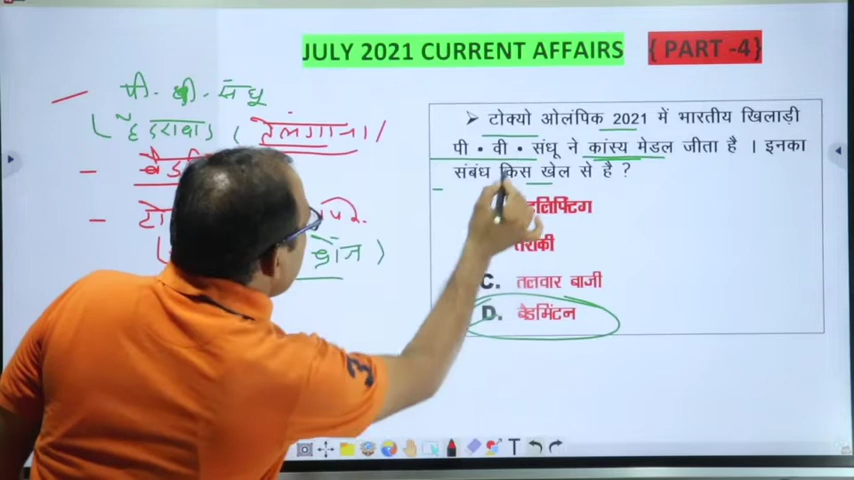 JULY 2021 CURRENT AFFAIRS { PART -4}
पी. वी. संधू
( हैदराबाद ( तेलंगाना )
➤ टोक्यो ओलंपिक 2021 में भारतीय खिलाड़ी
पी • वी • संधू ने कांस्य मेडल जीता है । इनका
संबंध किस खेल से है ?
तैराकी
C. तलवार बाजी
D. बैडमिंटन
T